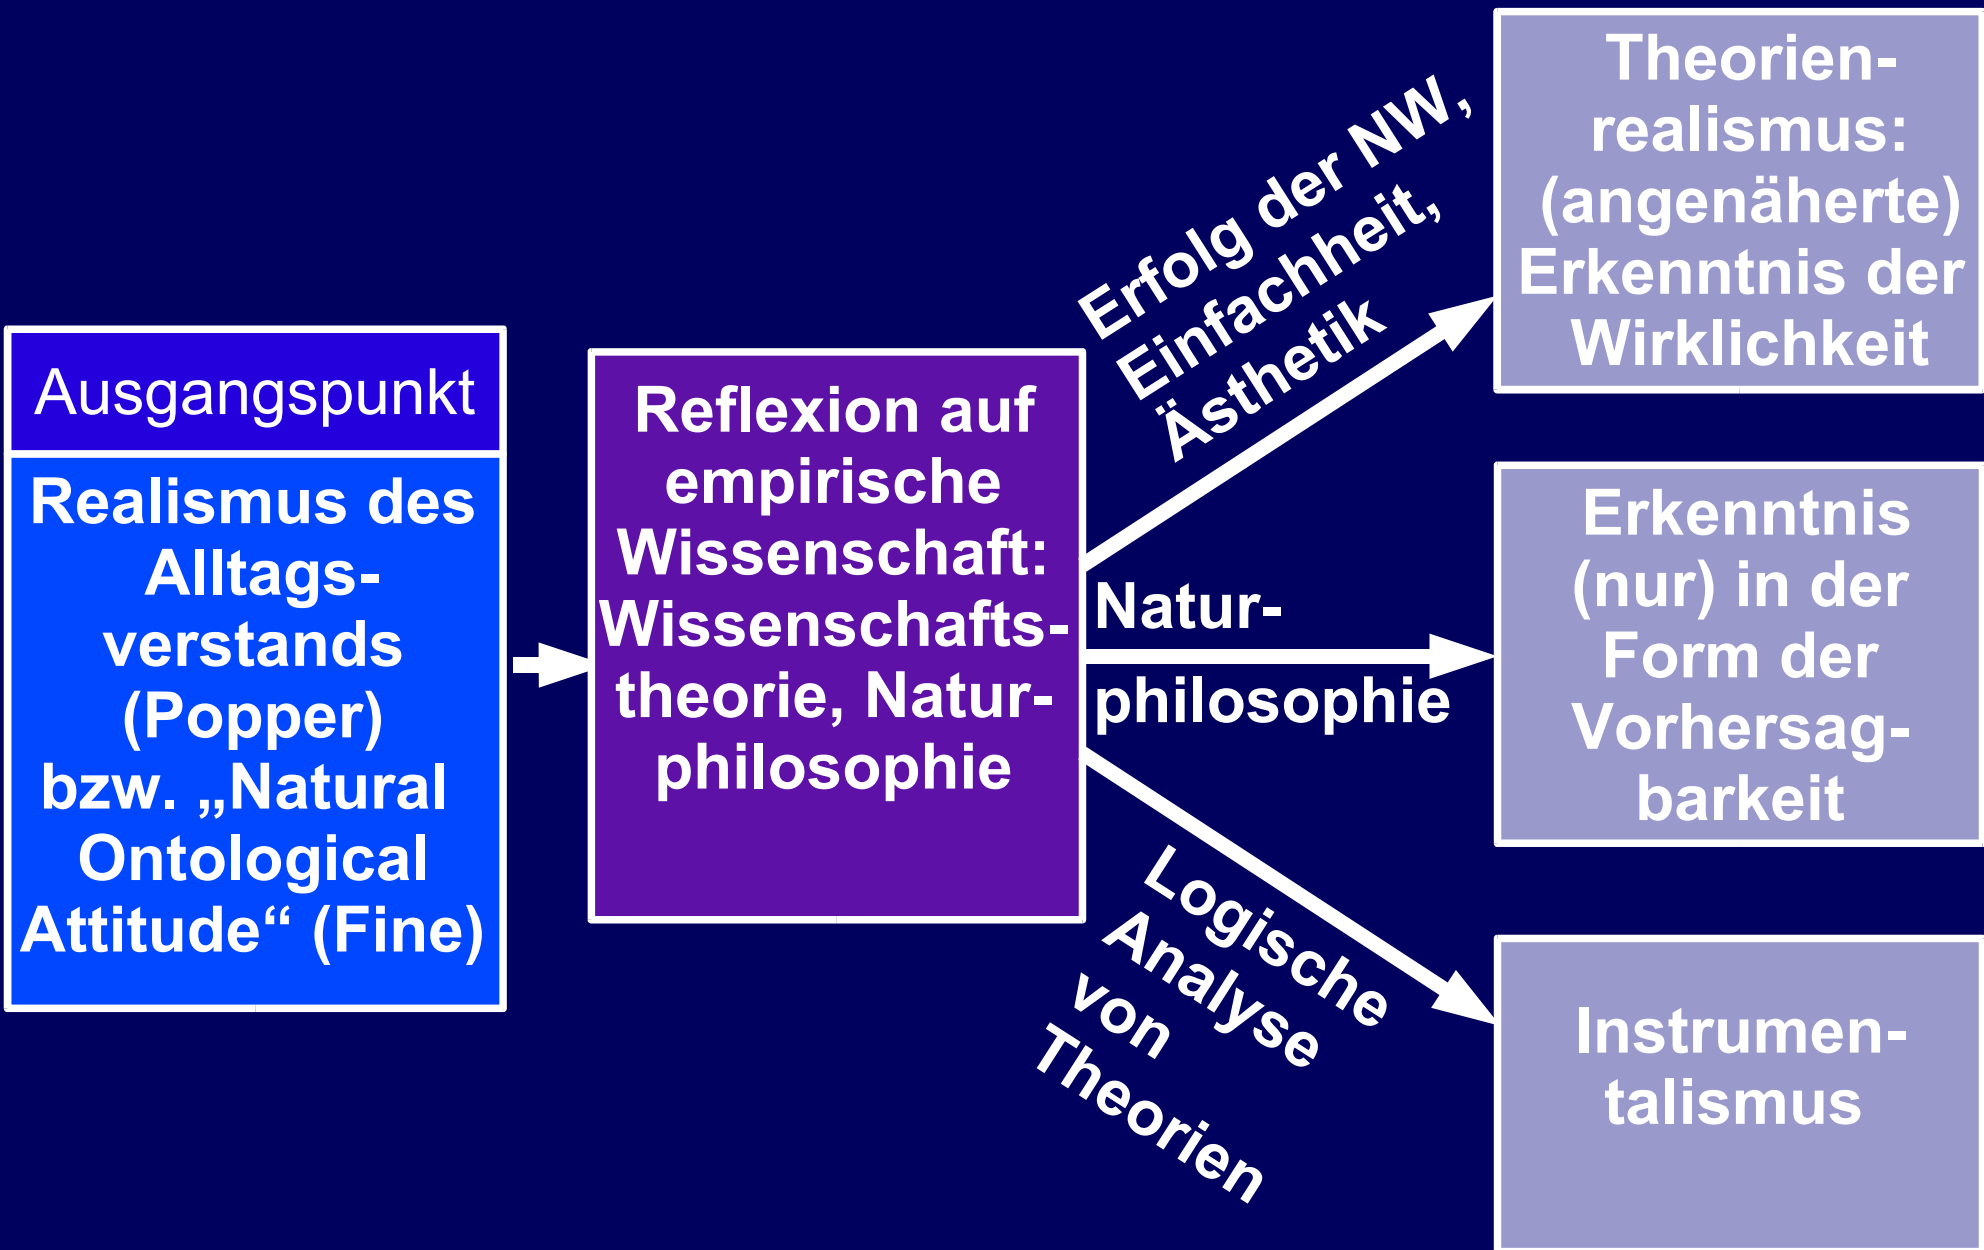 Ausgangspunkt
Realismus des
Alltags-
verstands
(Popper)
bzw. „Natural
Ontological
Attitude“ (Fine)
Reflexion auf
empirische
Wissenschaft:
Wissenschafts-
theorie, Natur-
philosophie
Erfolg der NW,
Einfachheit,
Ästhetik
Natur-
philosophie
Logische
Analyse
von
Theorien
Theorien-
realismus:
(angenäherte)
Erkenntnis der
Wirklichkeit
Erkenntnis
(nur) in der
Form der
Vorhersag-
barkeit
Instrumen-
talismus